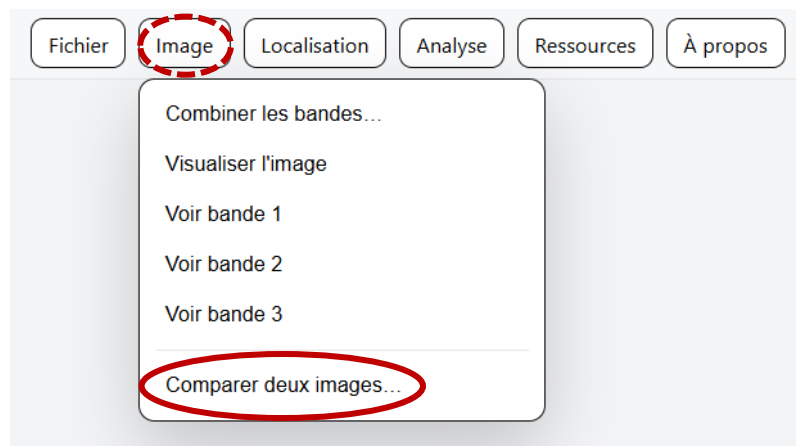 Fichier Image Localisation Analyse Ressources À propos
Combiner les bandes…
Visualiser l'image
Voir bande 1
Voir bande 2
Voir bande 3
Comparer deux images…